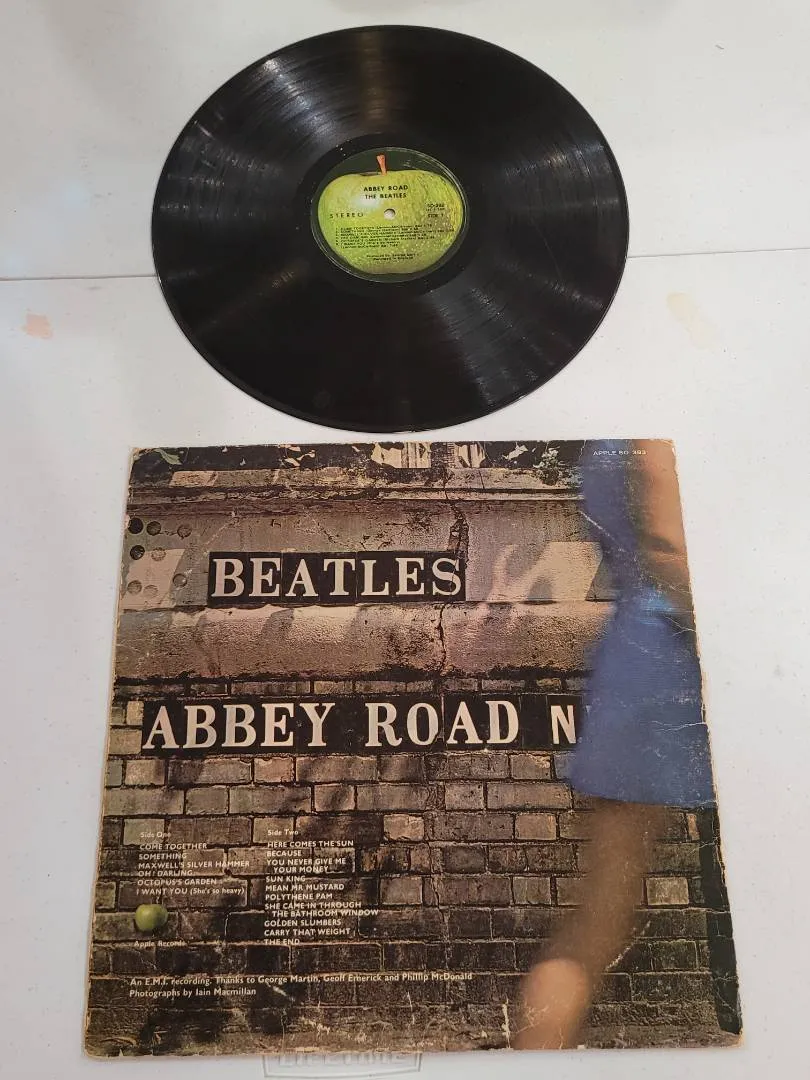 ABBEY ROAD
THE BEATLES
STEREO
SO-383
SIDE 1
APPLE SO 383
BEATLES
ABBEY ROAD N
Side One
COME TOGETHER
SOMETHING
MAXWELL'S SILVER HAMMER
OH! DARLING
OCTOPUS'S GARDEN
I WANT YOU (She's so heavy)
Side Two
HERE COMES THE SUN
BECAUSE
YOU NEVER GIVE ME
YOUR MONEY
SUN KING
MEAN MR MUSTARD
POLYTHENE PAM
SHE CAME IN THROUGH
THE BATHROOM WINDOW
GOLDEN SLUMBERS
CARRY THAT WEIGHT
THE END
Apple Records
An E.M.I. recording. Thanks to George Martin, Geoff Emerick and Phillip McDonald
Photographs by Iain Macmillan
LIFETIME